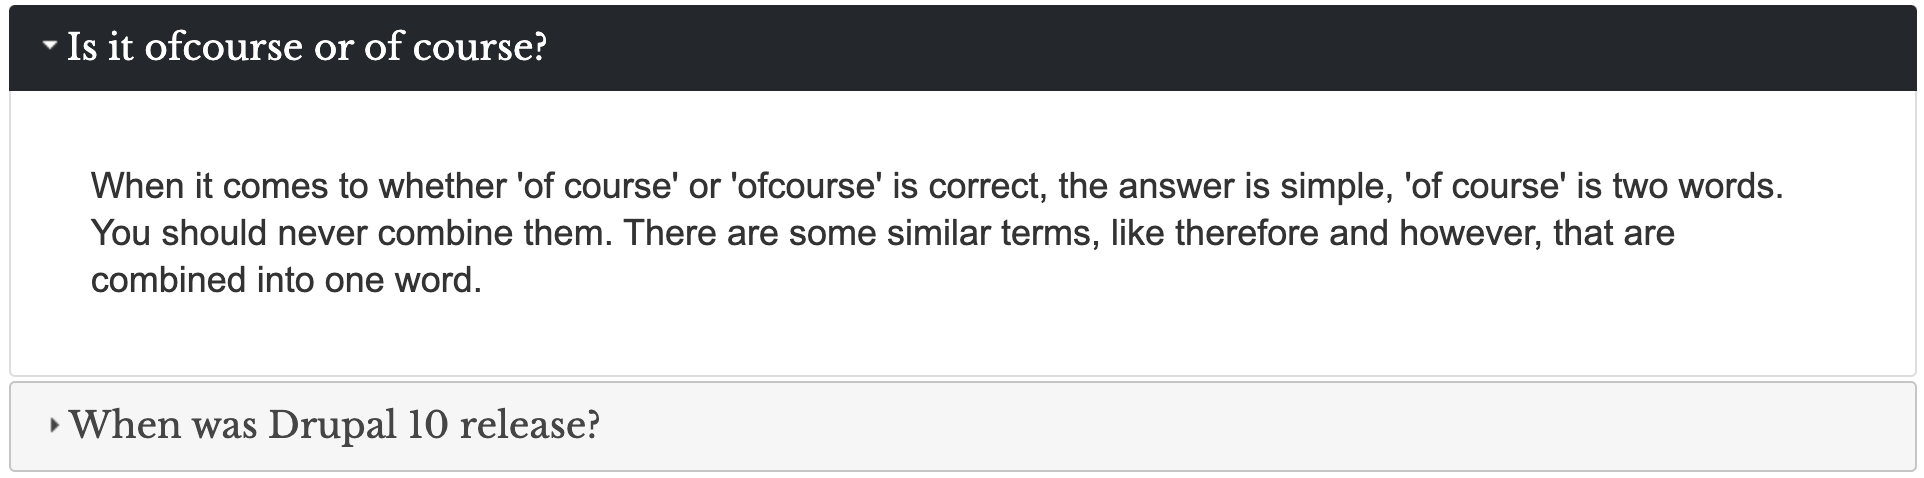 Is it ofcourse or of course?
When it comes to whether 'of course' or 'ofcourse' is correct, the answer is simple, 'of course' is two words.
You should never combine them. There are some similar terms, like therefore and however, that are
combined into one word.
When was Drupal 10 release?